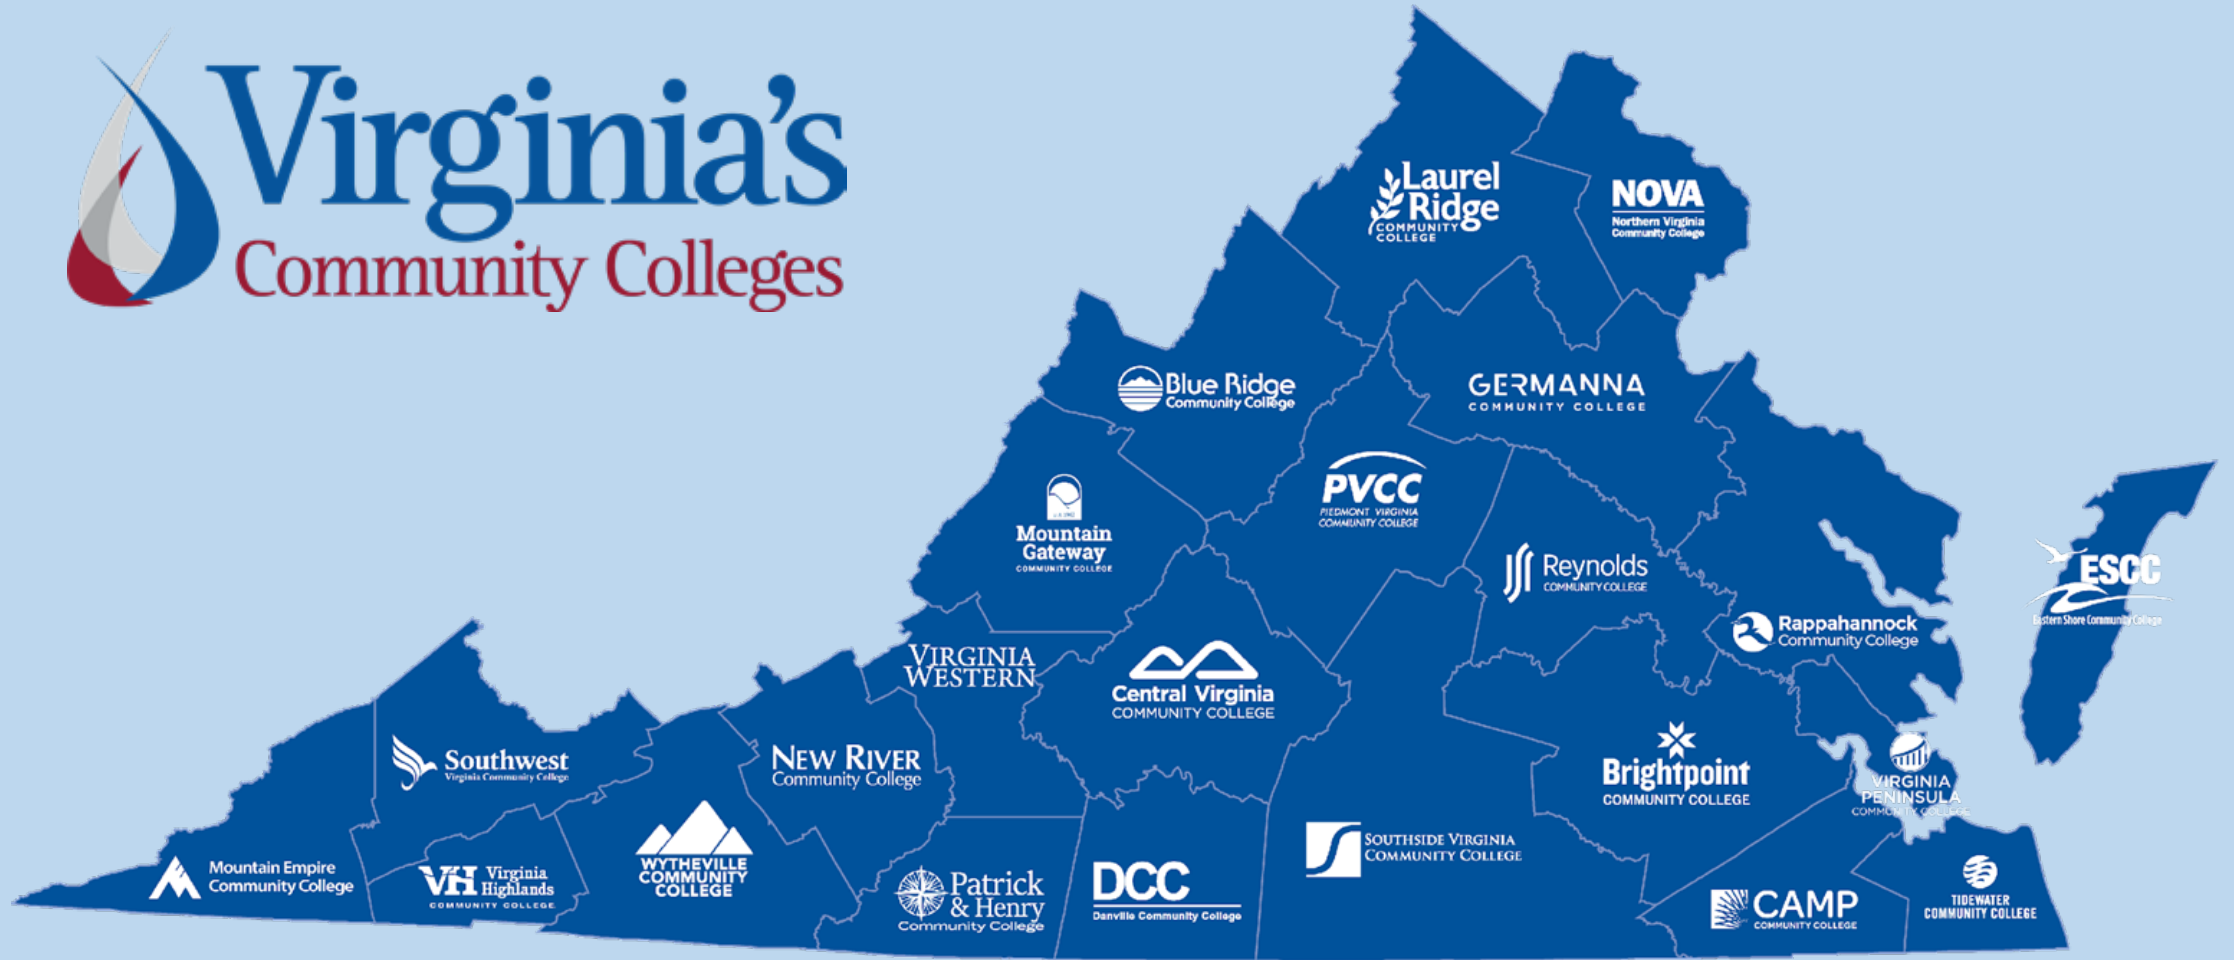 Virginia's
Community Colleges
Laurel
Ridge
COMMUNITY
COLLEGE
NOVA
Northern Virginia
Community College
Blue Ridge
Community College
GERMANNA
COMMUNITY COLLEGE
PVCC
PIEDMONT VIRGINIA
COMMUNITY COLLEGE
Mountain
Gateway
COMMUNITY COLLEGE
Reynolds
COMMUNITY COLLEGE
ESCC
Eastern Shore Community College
Rappahannock
Community College
VIRGINIA
WESTERN
Central Virginia
COMMUNITY COLLEGE
Southwest
Virginia Community College
NEW RIVER
Community College
Brightpoint
COMMUNITY COLLEGE
VIRGINIA
PENINSULA
COMMUNITY COLLEGE
Mountain Empire
Community College
VH
Virginia
Highlands
COMMUNITY COLLEGE
WYTHEVILLE
COMMUNITY
COLLEGE
Patrick
& Henry
Community College
DCC
Danville Community College
SOUTHSIDE VIRGINIA
COMMUNITY COLLEGE
CAMP
COMMUNITY COLLEGE
TIDEWATER
COMMUNITY COLLEGE